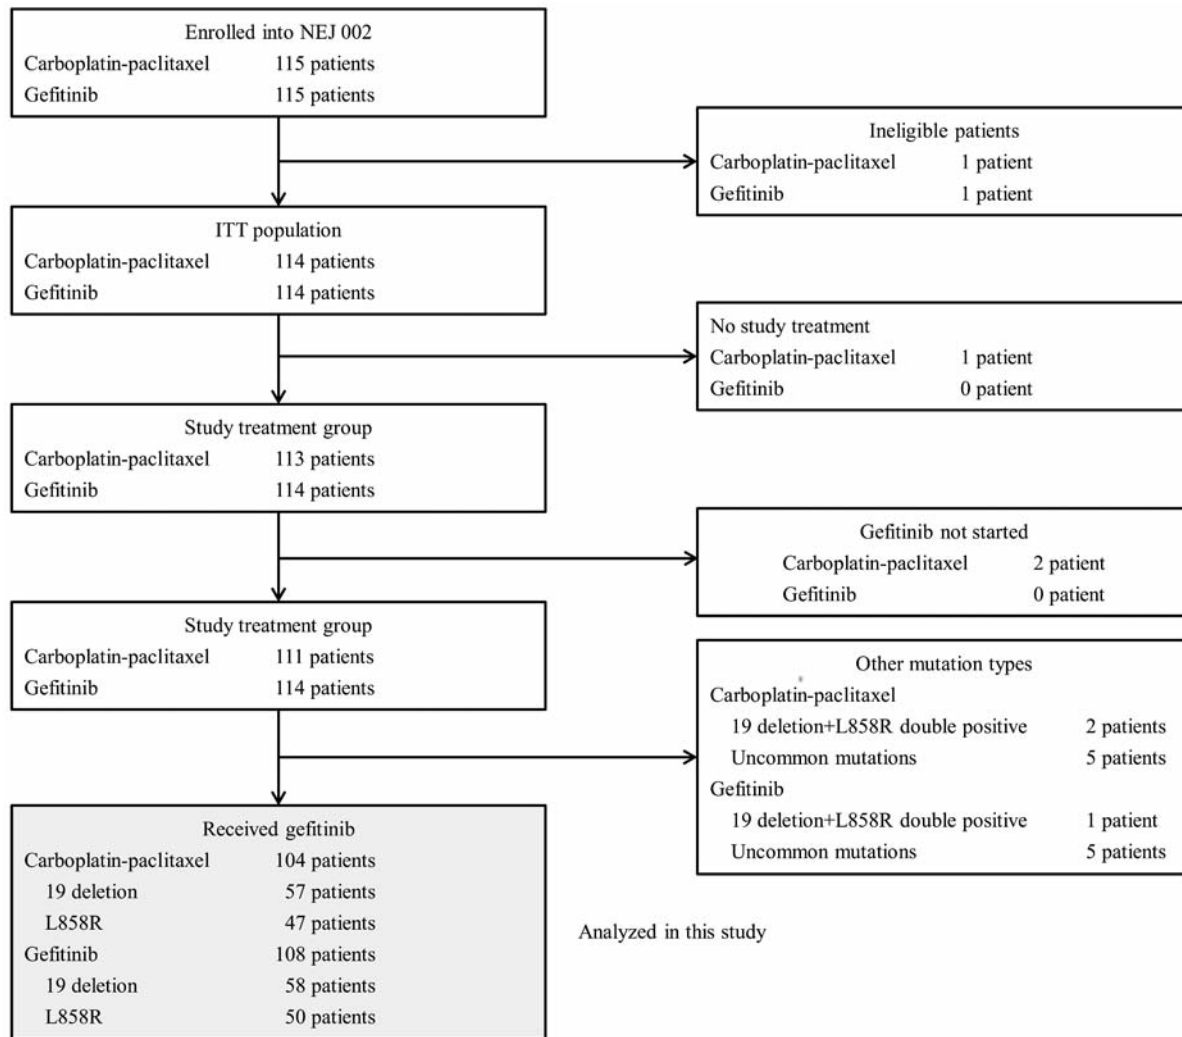 Enrolled into NEJ 002
Carboplatin-paclitaxel 115 patients
Gefitinib 115 patients
Ineligible patients
Carboplatin-paclitaxel 1 patient
Gefitinib 1 patient
ITT population
Carboplatin-paclitaxel 114 patients
Gefitinib 114 patients
No study treatment
Carboplatin-paclitaxel 1 patient
Gefitinib 0 patient
Study treatment group
Carboplatin-paclitaxel 113 patients
Gefitinib 114 patients
Gefitinib not started
Carboplatin-paclitaxel 2 patient
Gefitinib 0 patient
Study treatment group
Carboplatin-paclitaxel 111 patients
Gefitinib 114 patients
Other mutation types
Carboplatin-paclitaxel
19 deletion+L858R double positive 2 patients
Uncommon mutations 5 patients
Gefitinib
19 deletion+L858R double positive 1 patient
Uncommon mutations 5 patients
Received gefitinib
Carboplatin-paclitaxel 104 patients
19 deletion 57 patients
L858R 47 patients
Gefitinib 108 patients
19 deletion 58 patients
L858R 50 patients
Analyzed in this study